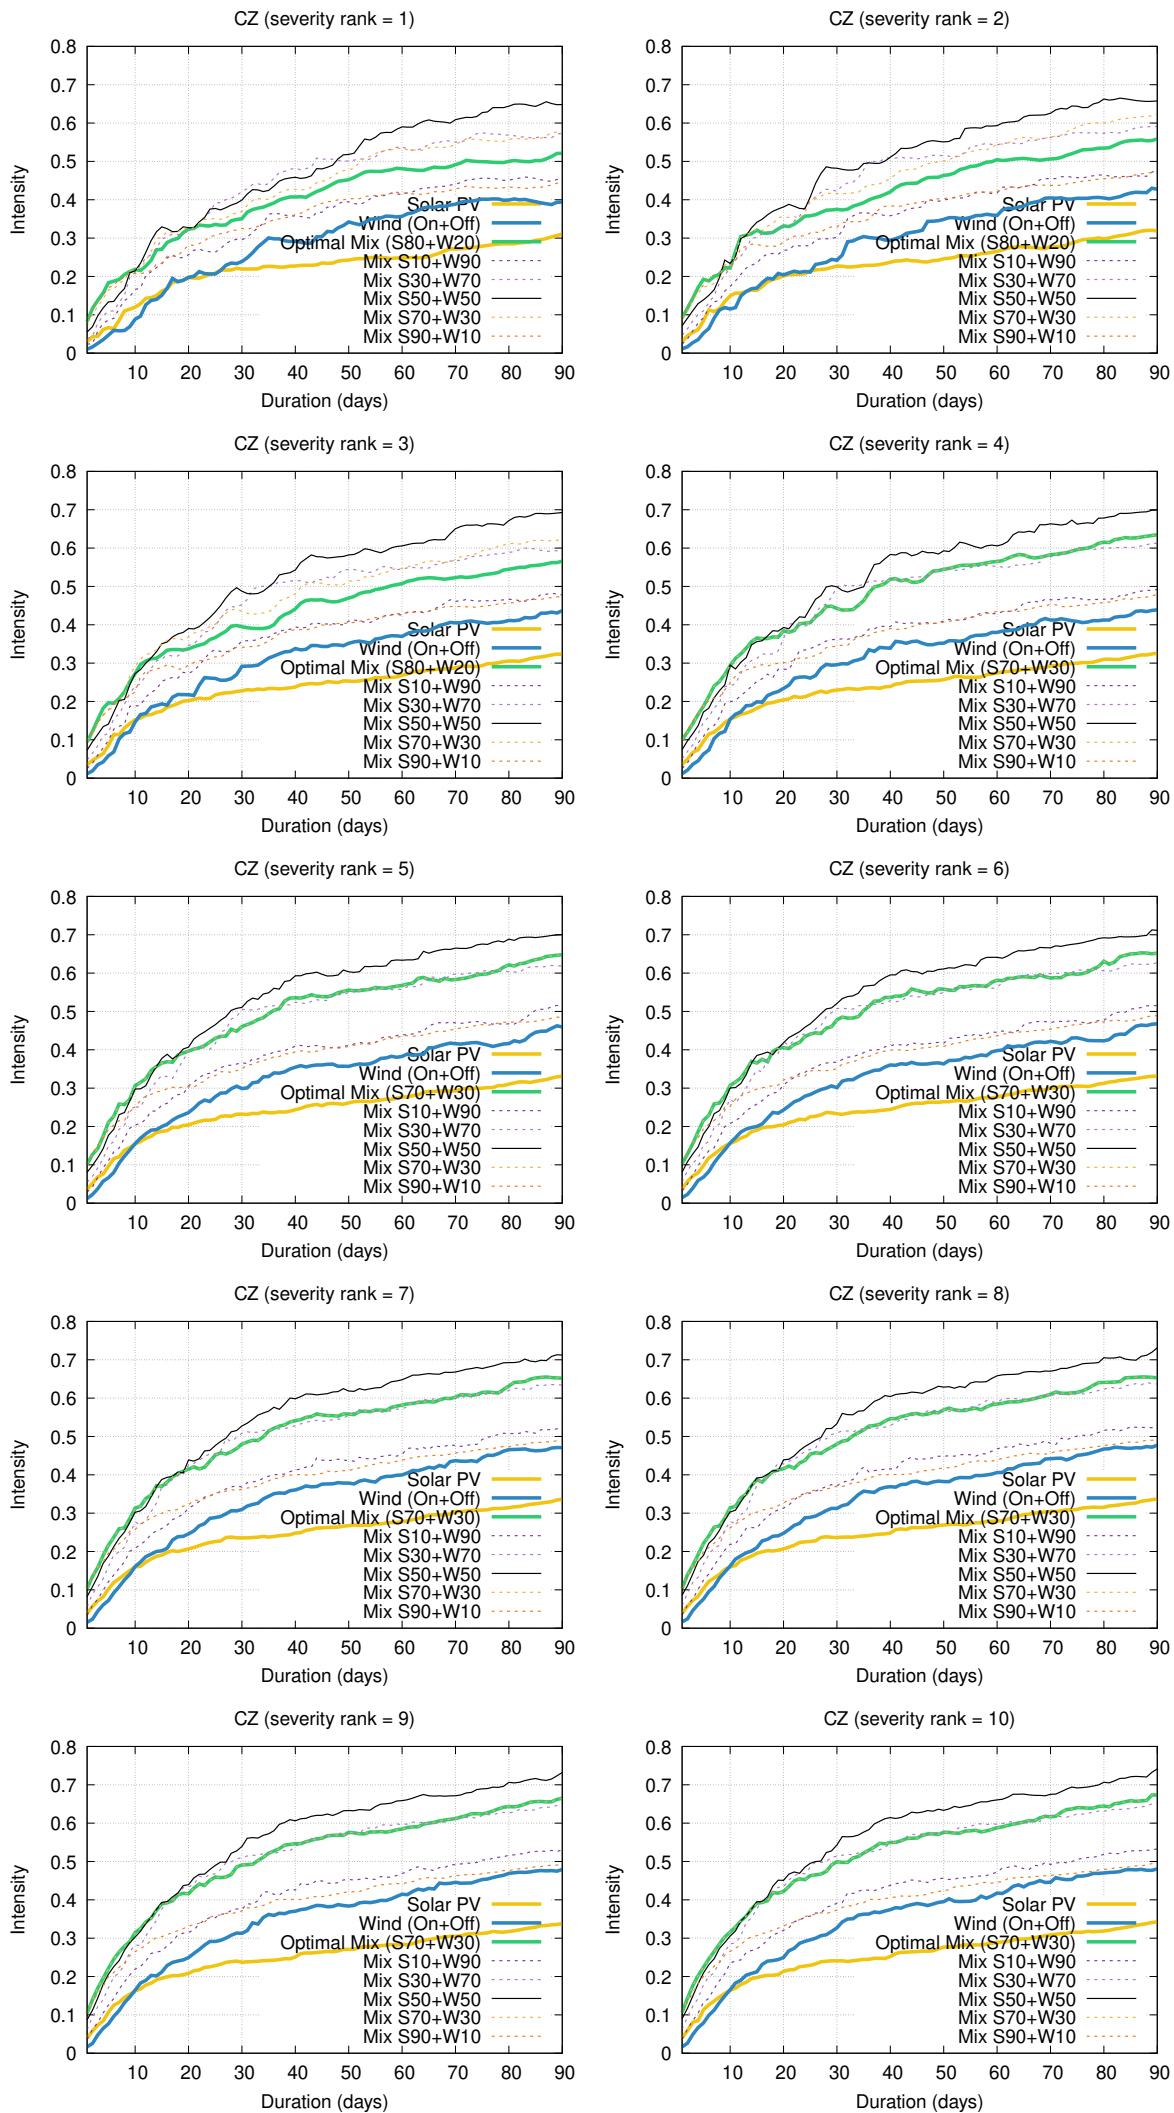 CZ (severity rank = 1)
0.8
0.7
0.6
0.5
0.4
0.3
0.2
0.1
0
Intensity
Solar PV
Wind (On+Off)
Optimal Mix (S80+W20)
Mix S10+W90
Mix S30+W70
Mix S50+W50
Mix S70+W30
Mix S90+W10
10 20 30 40 50 60 70 80 90
Duration (days)
CZ (severity rank = 2)
0.8
0.7
0.6
0.5
0.4
0.3
0.2
0.1
0
Intensity
Solar PV
Wind (On+Off)
Optimal Mix (S80+W20)
Mix S10+W90
Mix S30+W70
Mix S50+W50
Mix S70+W30
Mix S90+W10
10 20 30 40 50 60 70 80 90
Duration (days)
CZ (severity rank = 3)
0.8
0.7
0.6
0.5
0.4
0.3
0.2
0.1
0
Intensity
Solar PV
Wind (On+Off)
Optimal Mix (S80+W20)
Mix S10+W90
Mix S30+W70
Mix S50+W50
Mix S70+W30
Mix S90+W10
10 20 30 40 50 60 70 80 90
Duration (days)
CZ (severity rank = 4)
0.8
0.7
0.6
0.5
0.4
0.3
0.2
0.1
0
Intensity
Solar PV
Wind (On+Off)
Optimal Mix (S70+W30)
Mix S10+W90
Mix S30+W70
Mix S50+W50
Mix S70+W30
Mix S90+W10
10 20 30 40 50 60 70 80 90
Duration (days)
CZ (severity rank = 5)
0.8
0.7
0.6
0.5
0.4
0.3
0.2
0.1
0
Intensity
Solar PV
Wind (On+Off)
Optimal Mix (S70+W30)
Mix S10+W90
Mix S30+W70
Mix S50+W50
Mix S70+W30
Mix S90+W10
10 20 30 40 50 60 70 80 90
Duration (days)
CZ (severity rank = 6)
0.8
0.7
0.6
0.5
0.4
0.3
0.2
0.1
0
Intensity
Solar PV
Wind (On+Off)
Optimal Mix (S70+W30)
Mix S10+W90
Mix S30+W70
Mix S50+W50
Mix S70+W30
Mix S90+W10
10 20 30 40 50 60 70 80 90
Duration (days)
CZ (severity rank = 7)
0.8
0.7
0.6
0.5
0.4
0.3
0.2
0.1
0
Intensity
Solar PV
Wind (On+Off)
Optimal Mix (S70+W30)
Mix S10+W90
Mix S30+W70
Mix S50+W50
Mix S70+W30
Mix S90+W10
10 20 30 40 50 60 70 80 90
Duration (days)
CZ (severity rank = 8)
0.8
0.7
0.6
0.5
0.4
0.3
0.2
0.1
0
Intensity
Solar PV
Wind (On+Off)
Optimal Mix (S70+W30)
Mix S10+W90
Mix S30+W70
Mix S50+W50
Mix S70+W30
Mix S90+W10
10 20 30 40 50 60 70 80 90
Duration (days)
CZ (severity rank = 9)
0.8
0.7
0.6
0.5
0.4
0.3
0.2
0.1
0
Intensity
Solar PV
Wind (On+Off)
Optimal Mix (S70+W30)
Mix S10+W90
Mix S30+W70
Mix S50+W50
Mix S70+W30
Mix S90+W10
10 20 30 40 50 60 70 80 90
Duration (days)
CZ (severity rank = 10)
0.8
0.7
0.6
0.5
0.4
0.3
0.2
0.1
0
Intensity
Solar PV
Wind (On+Off)
Optimal Mix (S70+W30)
Mix S10+W90
Mix S30+W70
Mix S50+W50
Mix S70+W30
Mix S90+W10
10 20 30 40 50 60 70 80 90
Duration (days)